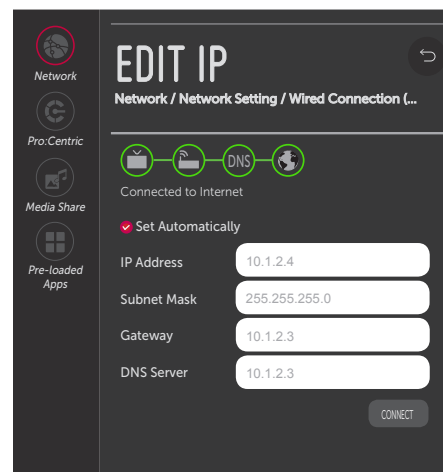 Network
Pro:Centric
Media Share
Pre-loaded
Apps
EDIT IP
Network / Network Setting / Wired Connection (...
DNS
Connected to Internet
Set Automatically
IP Address 10.1.2.4
Subnet Mask 255.255.255.0
Gateway 10.1.2.3
DNS Server 10.1.2.3
CONNECT